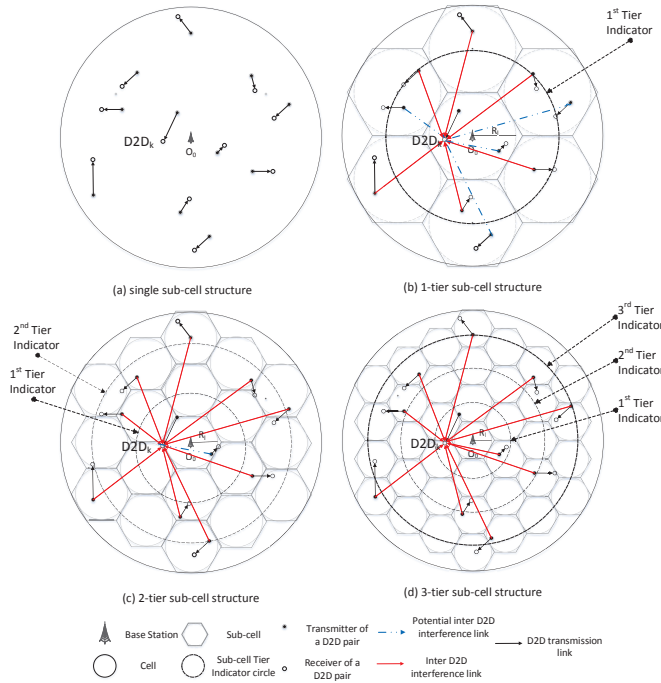 1st Tier
Indicator
D2Dk
O0
(a) single sub-cell structure
D2Dk
Ri
O0
(b) 1-tier sub-cell structure
2nd Tier
Indicator
1st Tier
Indicator
D2Dk
Ri
O0
(c) 2-tier sub-cell structure
3rd Tier
Indicator
2nd Tier
Indicator
1st Tier
Indicator
D2Dk
Ri
O0
(d) 3-tier sub-cell structure
Base Station
Sub-cell
Transmitter of
a D2D pair
Potential inter D2D
interference link
D2D transmission
link
Cell
Sub-cell Tier
Indicator circle
Receiver of a
D2D pair
Inter D2D
interference link